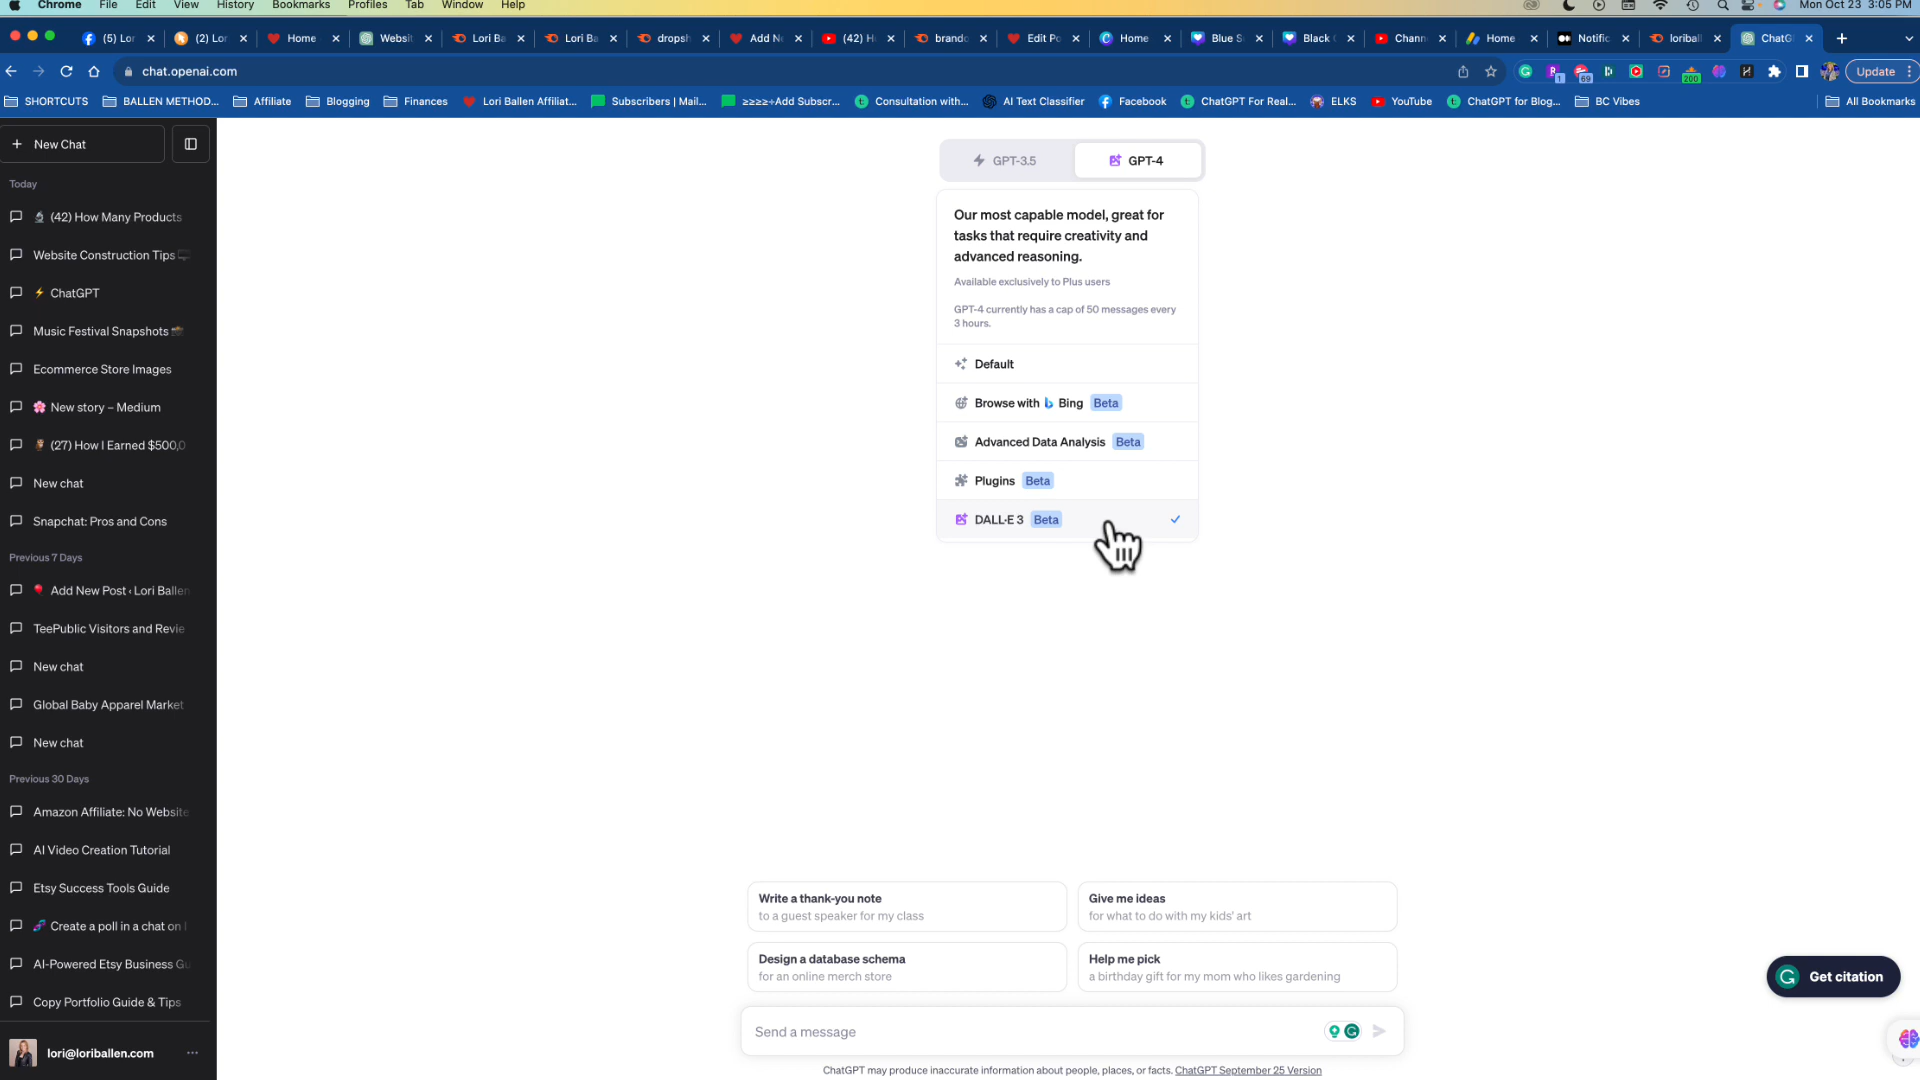 Chrome File Edit View History Bookmarks Profiles Tab Window Help
Mon Oct 23 3:05 PM
(5) Lor
(2) Lor
Home
Websit
Lori Ba
Lori Ba
dropsh
Add N
(42) H
brando
Edit Po
Home
Blue S
Black
Chann
Home
Notific
loriball
ChatG
chat.openai.com
1
69
200
Update
SHORTCUTS
BALLEN METHOD...
Affiliate
Blogging
Finances
Lori Ballen Affiliat...
Subscribers | Mail...
≥≥≥≥÷Add Subscr...
Consultation with...
AI Text Classifier
Facebook
ChatGPT For Real...
ELKS
YouTube
ChatGPT for Blog...
BC Vibes
All Bookmarks
New Chat
Today
(42) How Many Products
Website Construction Tips
ChatGPT
Music Festival Snapshots
Ecommerce Store Images
New story – Medium
(27) How I Earned $500,0
New chat
Snapchat: Pros and Cons
Previous 7 Days
Add New Post ‹ Lori Ballen
TeePublic Visitors and Revie
New chat
Global Baby Apparel Market
New chat
Previous 30 Days
Amazon Affiliate: No Website
AI Video Creation Tutorial
Etsy Success Tools Guide
Create a poll in a chat on
AI-Powered Etsy Business Gu
Copy Portfolio Guide & Tips
lori@loriballen.com
GPT-3.5
GPT-4
Our most capable model, great for
tasks that require creativity and
advanced reasoning.
Available exclusively to Plus users
GPT-4 currently has a cap of 50 messages every
3 hours.
Default
Browse with Bing Beta
Advanced Data Analysis Beta
Plugins Beta
DALL·E 3 Beta
Write a thank-you note
to a guest speaker for my class
Give me ideas
for what to do with my kids' art
Design a database schema
for an online merch store
Help me pick
a birthday gift for my mom who likes gardening
Get citation
Send a message
ChatGPT may produce inaccurate information about people, places, or facts. ChatGPT September 25 Version